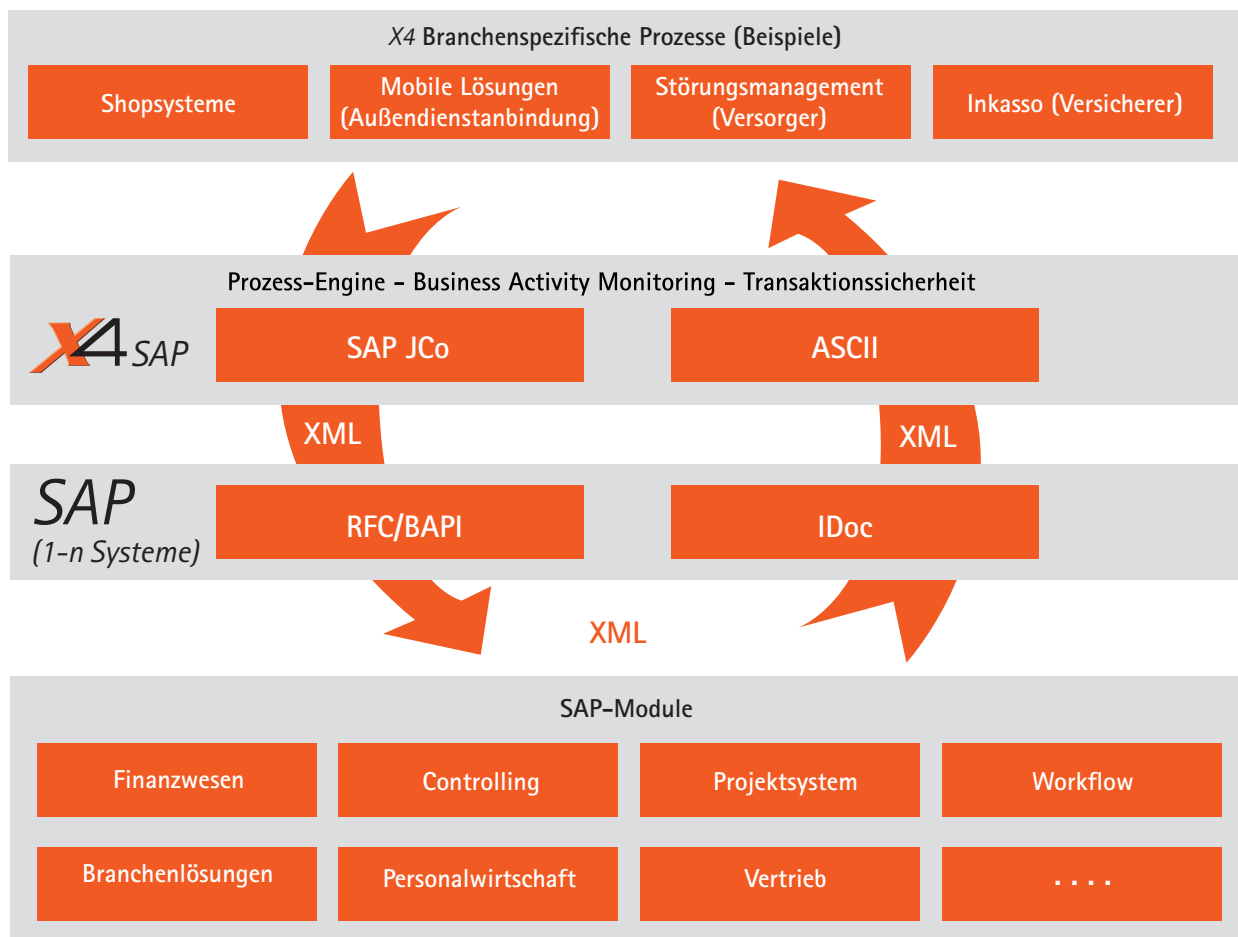 X4 Branchenspezifische Prozesse (Beispiele)
Shopsysteme
Mobile Lösungen
(Außendienstanbindung)
Störungsmanagement
(Versorger)
Inkasso (Versicherer)
Prozess-Engine - Business Activity Monitoring - Transaktionssicherheit
X4 SAP
SAP JCo
ASCII
XML
XML
SAP
(1-n Systeme)
RFC/BAPI
IDoc
XML
SAP-Module
Finanzwesen
Controlling
Projektsystem
Workflow
Branchenlösungen
Personalwirtschaft
Vertrieb
. . . .